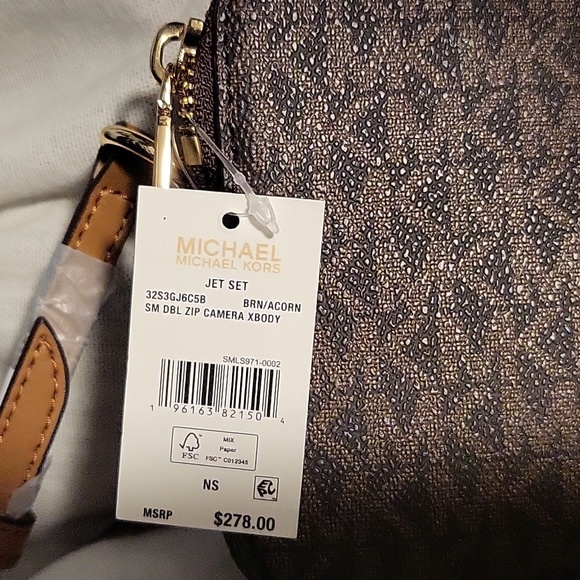 MICHAEL
MICHAEL KORS
JET SET
32S3GJ6C5B BRN/ACORN
SM DBL ZIP CAMERA XBODY
SMLS971-0002
1 96163 82150 4
FSC
MIX
Paper
FSC™ C012345
NS
MSRP $278.00